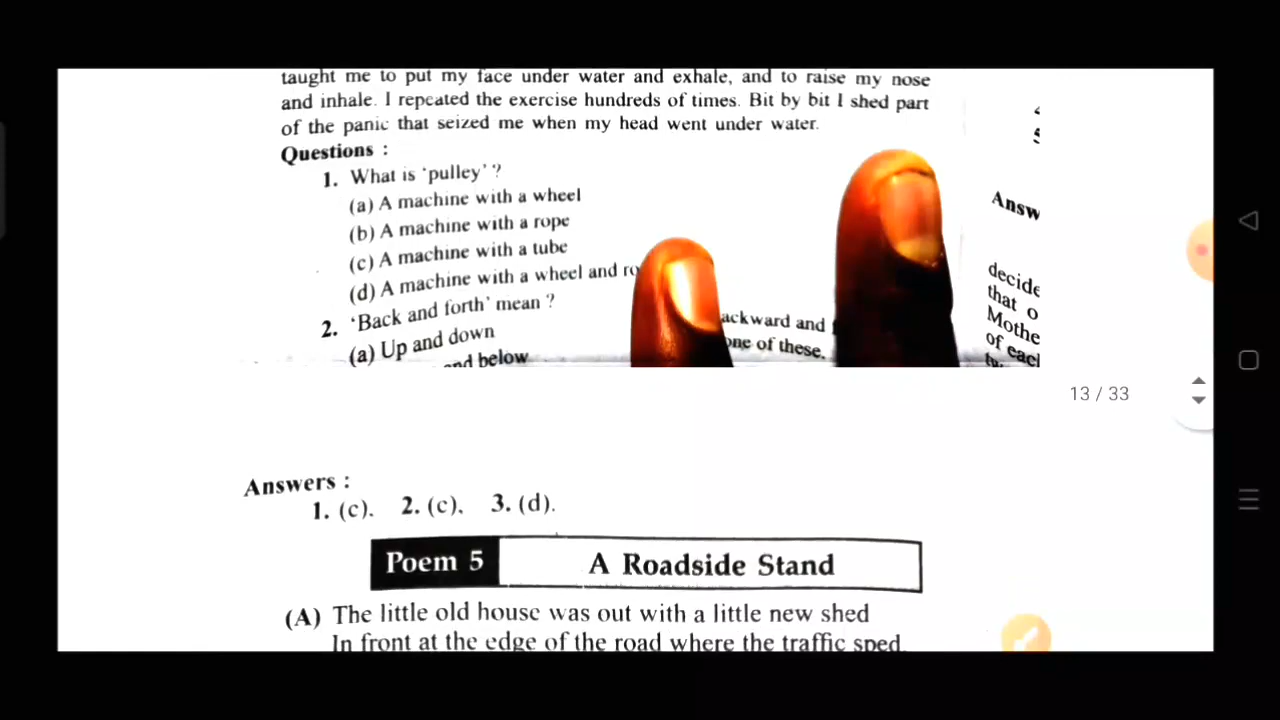 taught me to put my face under water and exhale, and to raise my nose
and inhale. I repeated the exercise hundreds of times. Bit by bit I shed part
of the panic that seized me when my head went under water.
Questions :
1. What is ‘pulley’ ?
(a) A machine with a wheel
(b) A machine with a rope
(c) A machine with a tube
(d) A machine with a wheel and
2. ‘Back and forth’ mean ?
(a) Up and down
below
ackward and
one of these.
Answ
decide
that o
Mothe
of eac
13 / 33
Answers :
1. (c). 2. (c). 3. (d).
Poem 5 A Roadside Stand
(A) The little old house was out with a little new shed
In front at the edge of the road where the traffic sped